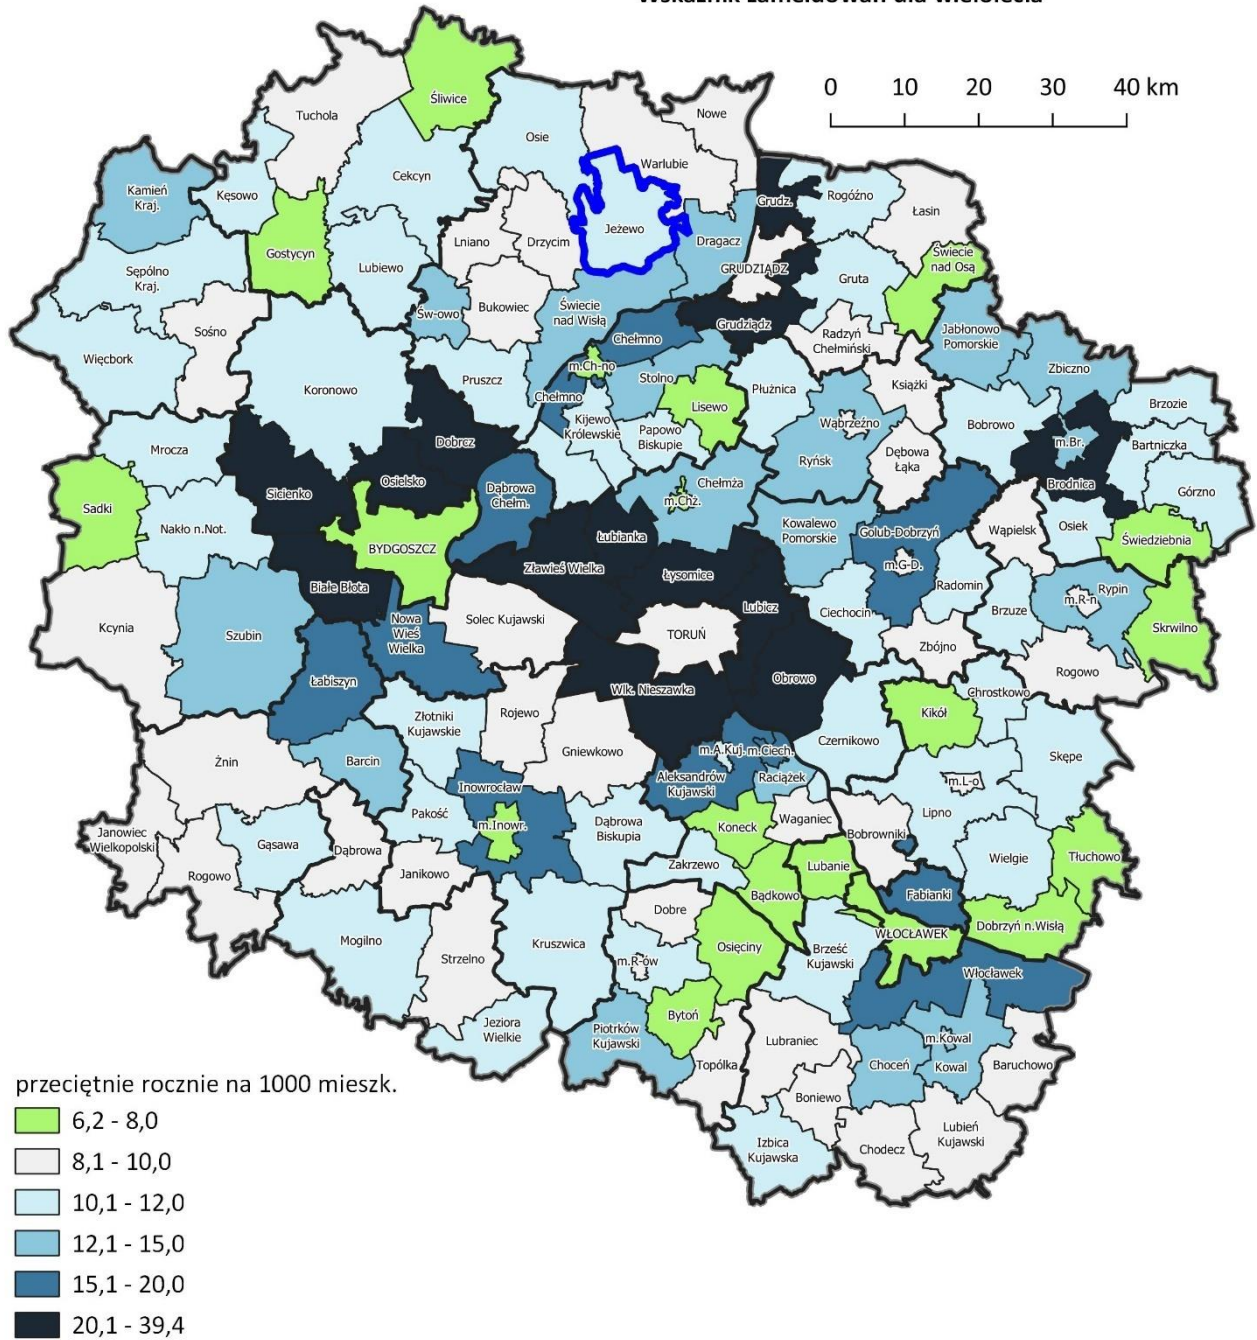 Wskaźnik zameldowań dla wielolecia
0 10 20 30 40 km
Śliwice
Tuchola
Nowe
Osie
Warlubie
Cekcyn
Kamień
Kraj.
Kęsowo
Grudz.
Rogóźno
Łasin
Jeżewo
Lniano
Drzycim
Dragacz
Gostycyn
Świecie
nad Osą
Sępólno
Kraj.
Lubiewo
GRUDZIĄDZ
Gruta
Bukowiec
Św-owo
Świecie
nad Wisłą
Sośno
Grudziądz
Radzyń
Chełmiński
Jabłonowo
Pomorskie
Chełmno
Więcbork
m.Ch-no
Zbiczno
Koronowo
Pruszcz
Stolno
Płużnica
Książki
Chełmno
Lisewo
Brzozie
Kijewo
Królewskie
Papowo
Biskupie
Wąbrzeźno
Bobrowo
Dobrcz
m.Br.
Bartniczka
Mrocza
Dębowa
Łąka
Ryńsk
Osielsko
Brodnica
Sicienko
Dąbrowa
Chełm.
Chełmża
Górzno
m.Chż.
Sadki
Nakło n.Not.
Kowalewo
Pomorskie
Golub-Dobrzyń
Wąpielsk
Osiek
Łubianka
Świedziebnia
BYDGOSZCZ
Zławieś Wielka
m.G-D.
Łysomice
Białe Błota
Radomin
Rypin
m.R-n
Lubicz
Ciechocin
Brzuze
Nowa
Wieś
Wielka
Solec Kujawski
Kcynia
Szubin
TORUŃ
Skrwilno
Zbójno
Rogowo
Łabiszyn
Obrowo
Wlk. Nieszawka
Chrostkowo
Rojewo
Kikół
Złotniki
Kujawskie
Czernikowo
Gniewkowo
m.A.Kuj.
m.Ciech.
Skępe
Żnin
Barcin
Aleksandrów
Kujawski
Raciążek
m.L-o
Inowrocław
Pakość
Lipno
m.Inowr.
Dąbrowa
Biskupia
Koneck
Waganiec
Bobrowniki
Janowiec
Wielkopolski
Gąsawa
Dąbrowa
Wielgie
Tłuchowo
Zakrzewo
Lubanie
Rogowo
Janikowo
Bądkowo
Fabianki
Dobre
Dobrzyń n.Wisłą
WŁOCŁAWEK
Mogilno
Kruszwica
Osięciny
Brześć
Kujawski
Strzelno
m.R-ów
Włocławek
Bytoń
Jeziora
Wielkie
Piotrków
Kujawski
Lubraniec
m.Kowal
Topólka
Choceń
Kowal
Baruchowo
Boniewo
Izbica
Kujawska
Chodecz
Lubień
Kujawski
przeciętnie rocznie na 1000 mieszk.
6,2 - 8,0
8,1 - 10,0
10,1 - 12,0
12,1 - 15,0
15,1 - 20,0
20,1 - 39,4